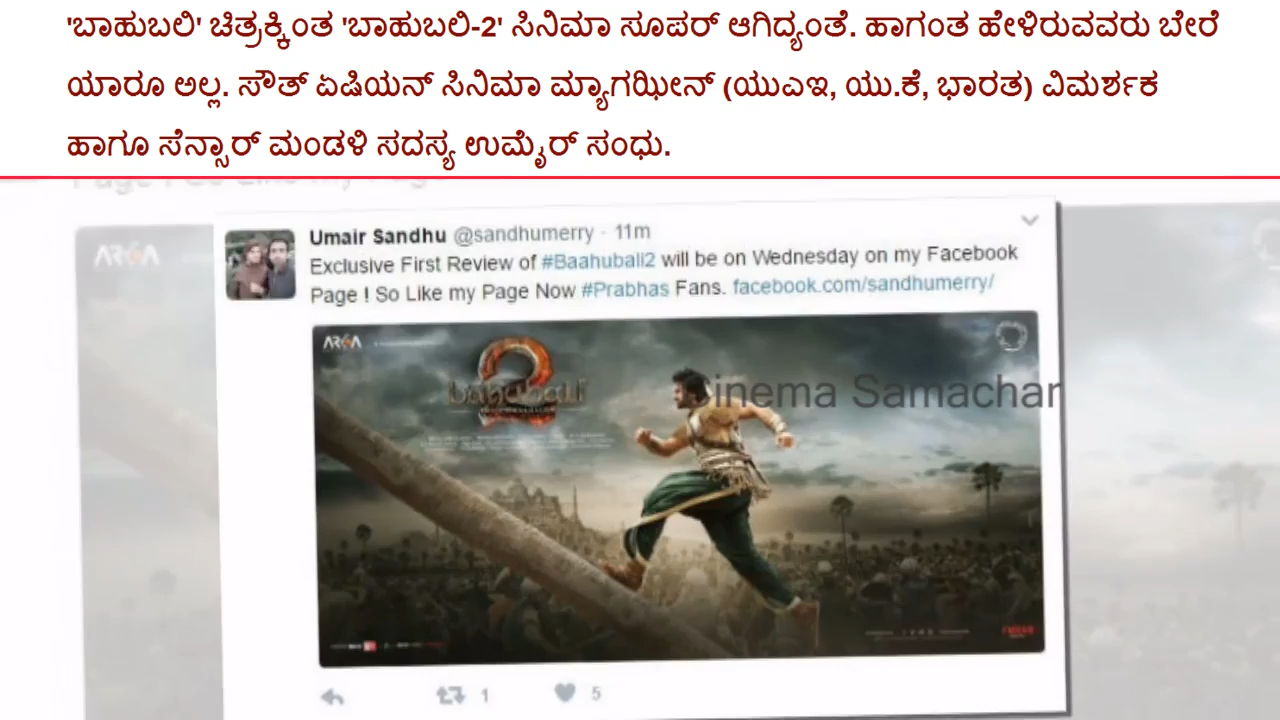 'ಬಾಹುಬಲಿ' ಚಿತ್ರಕ್ಕಿಂತ 'ಬಾಹುಬಲಿ-2' ಸಿನಿಮಾ ಸೂಪರ್ ಆಗಿದ್ಯಂತೆ. ಹಾಗಂತ ಹೇಳಿರುವವರು ಬೇರೆ
ಯಾರೂ ಅಲ್ಲ. ಸೌತ್ ಏಷಿಯನ್ ಸಿನಿಮಾ ಮ್ಯಾಗಝೀನ್ (ಯುಎಇ, ಯು.ಕೆ, ಭಾರತ) ವಿಮರ್ಶಕ
ಹಾಗೂ ಸೆನ್ಸಾರ್ ಮಂಡಳಿ ಸದಸ್ಯ ಉಮೈರ್ ಸಂಧು.
ARKA
Umair Sandhu @sandhumerry · 11m
Exclusive First Review of #Baahubali2 will be on Wednesday on my Facebook
Page ! So Like my Page Now #Prabhas Fans. facebook.com/sandhumerry/
ARKA
2
bahubali
Cinema Samachar
1 5